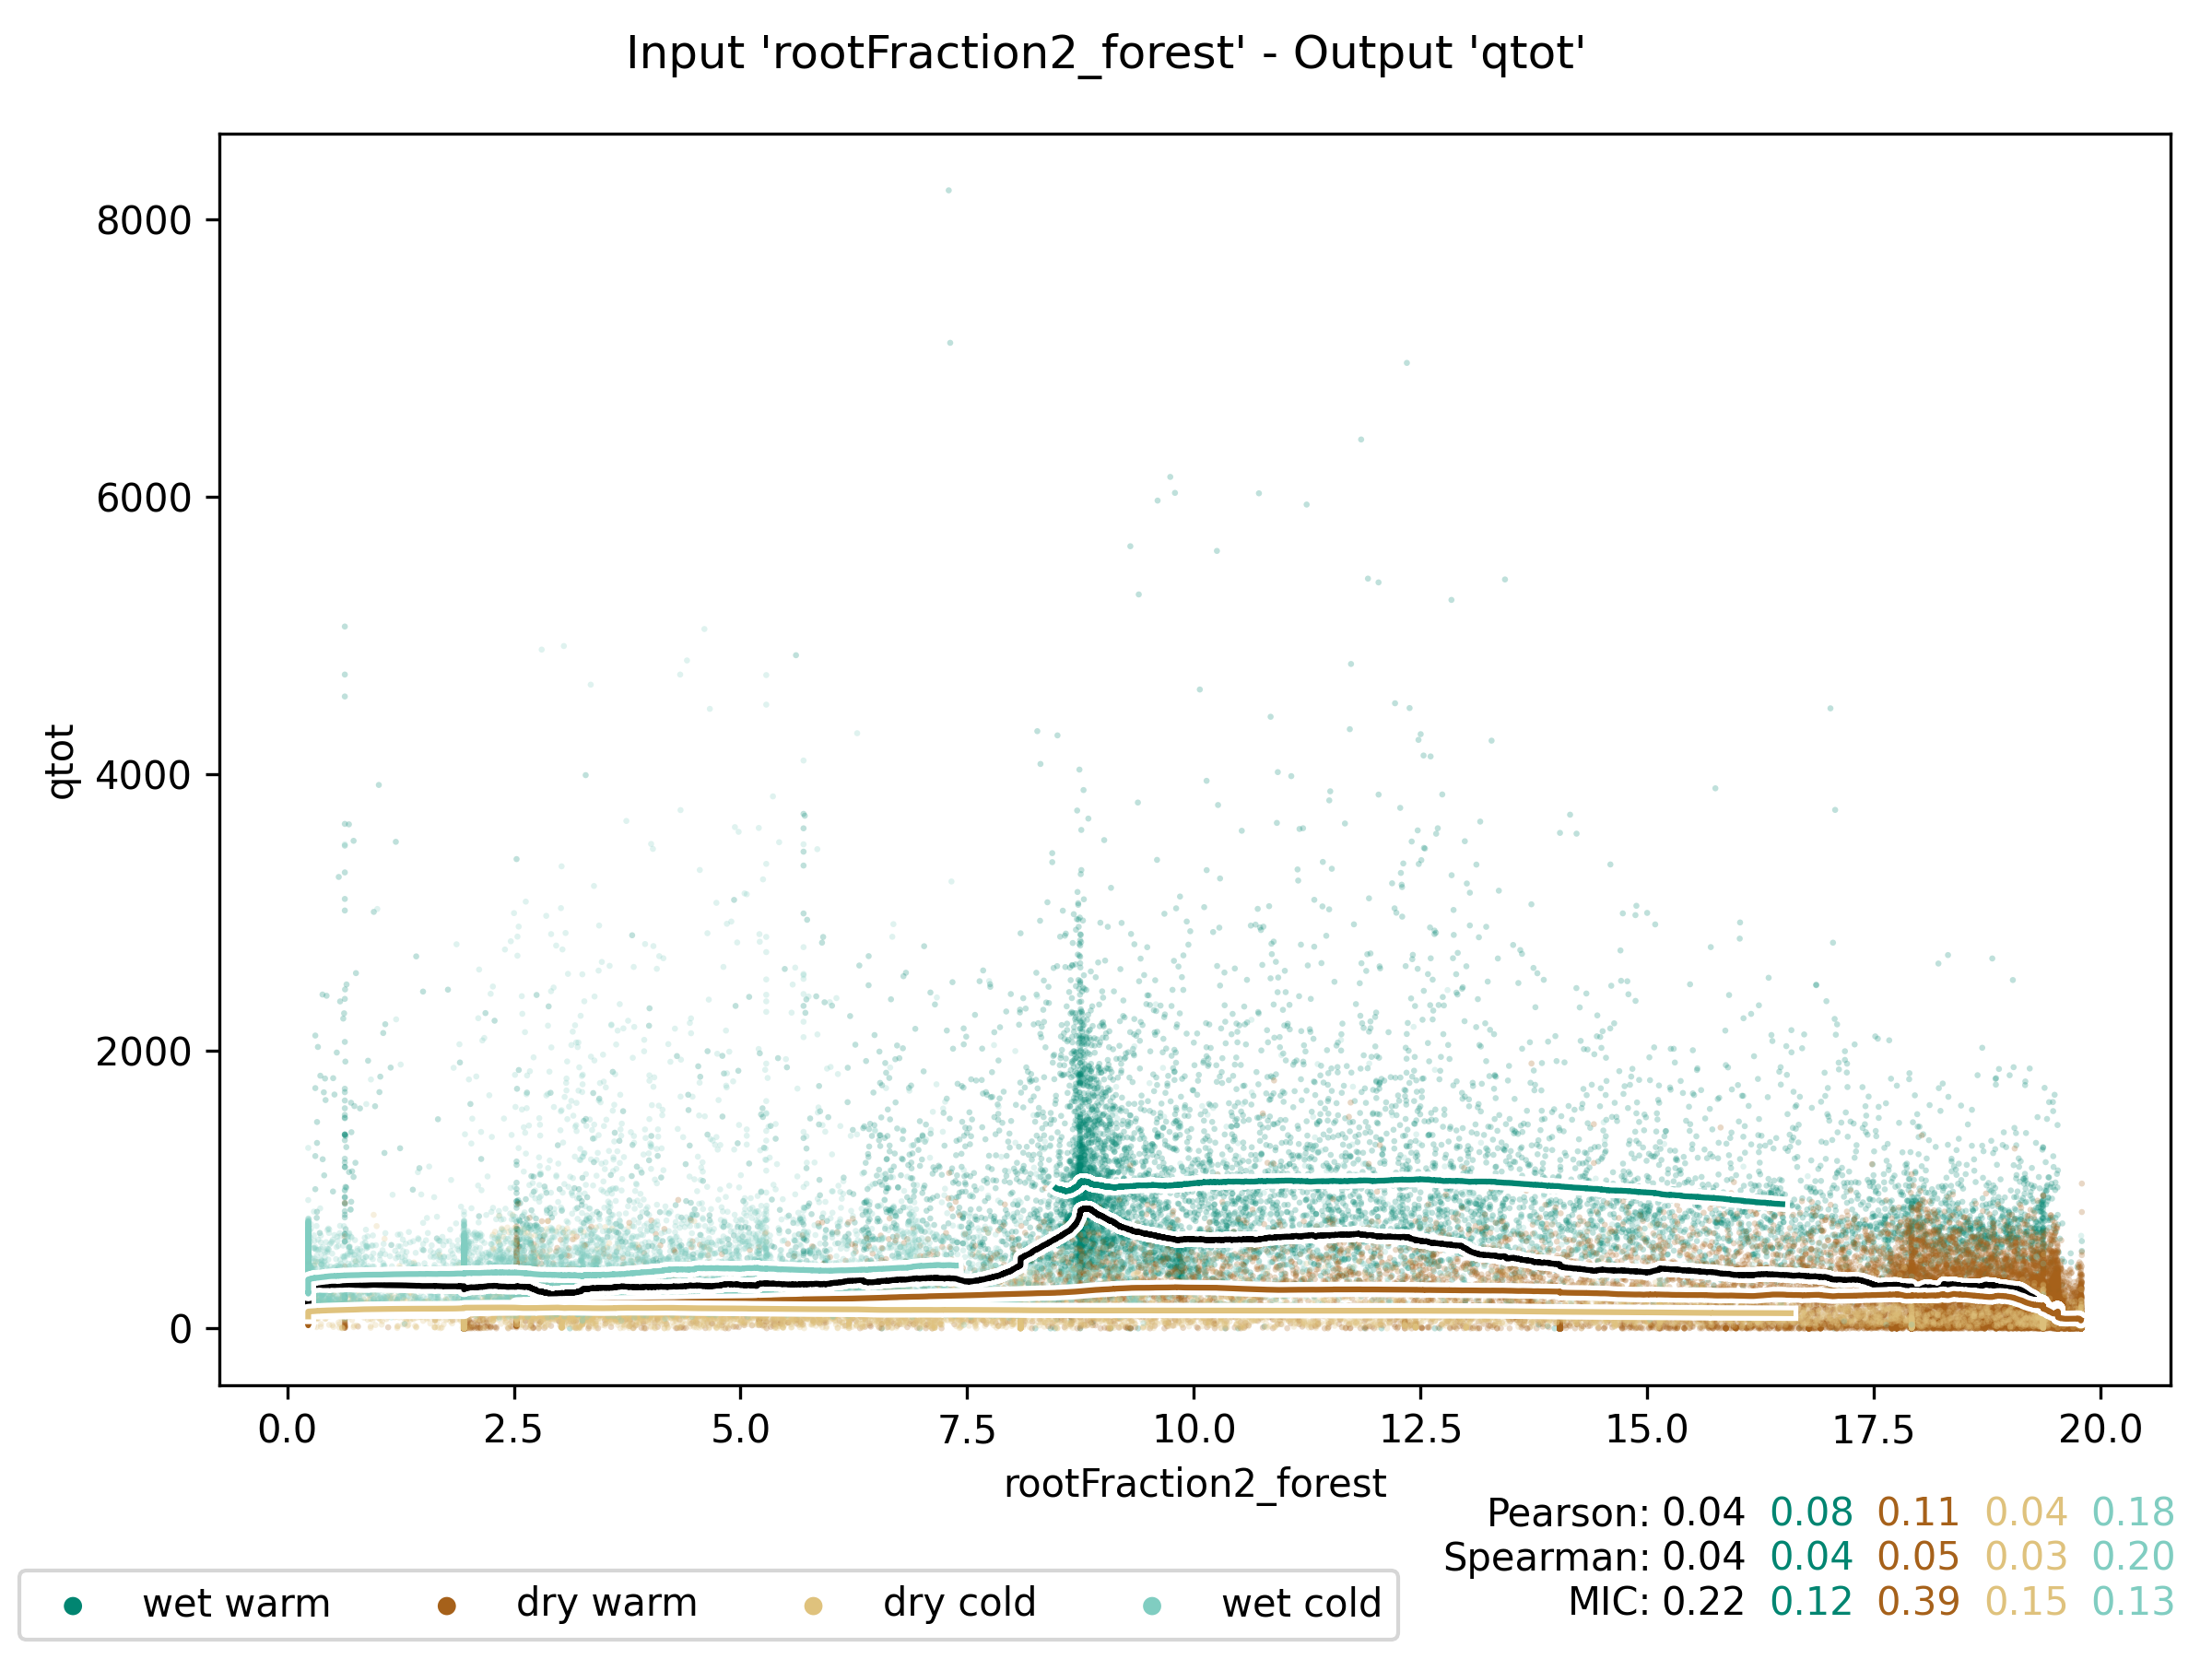 Input 'rootFraction2_forest' - Output 'qtot'
8000
6000
4000
2000
0
qtot
0.0 2.5 5.0 7.5 10.0 12.5 15.0 17.5 20.0
rootFraction2_forest
Pearson: 0.04 0.08 0.11 0.04 0.18
Spearman: 0.04 0.04 0.05 0.03 0.20
MIC: 0.22 0.12 0.39 0.15 0.13
wet warm dry warm dry cold wet cold